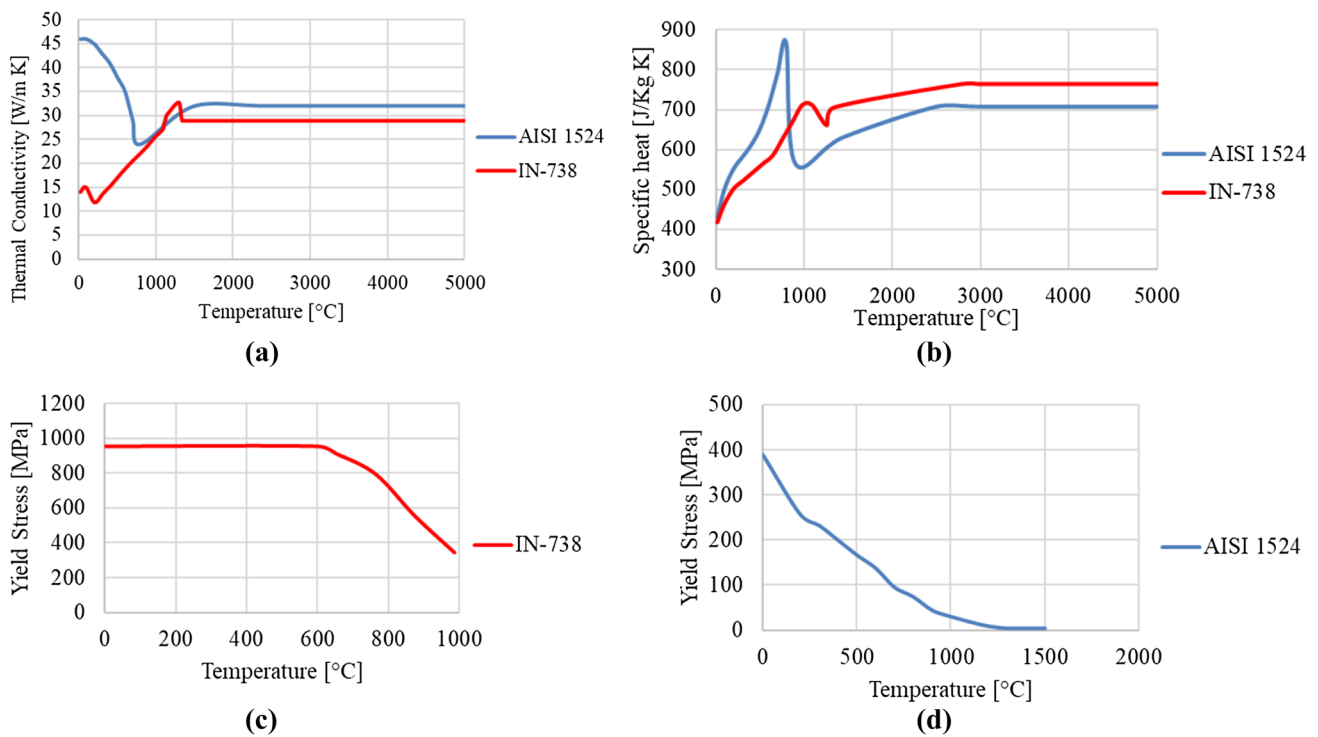 Thermal Conductivity [W/m K]
50
45
40
35
30
25
20
15
10
5
0
0 1000 2000 3000 4000 5000
Temperature [°C]
AISI 1524
IN-738
(a)
Specific heat [J/Kg K]
900
800
700
600
500
400
300
0 1000 2000 3000 4000 5000
Temperature [°C]
AISI 1524
IN-738
(b)
Yield Stress [MPa]
1200
1000
800
600
400
200
0
0 200 400 600 800 1000
Temperature [°C]
IN-738
(c)
Yield Stress [MPa]
500
400
300
200
100
0
0 500 1000 1500 2000
Temperature [°C]
AISI 1524
(d)